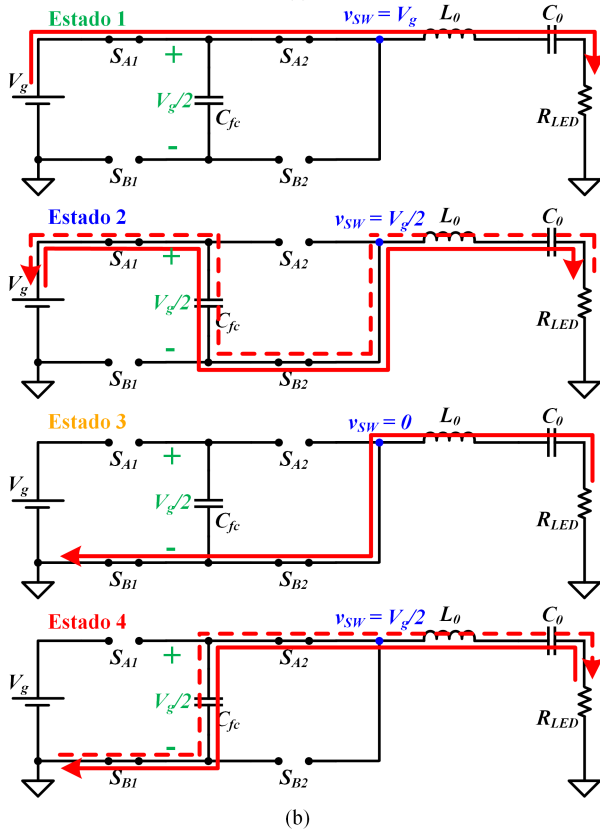 Estado 1
v_SW = V_g
L_0
C_0
S_A1
+
S_A2
V_g
V_g/2
C_fc
R_LED
-
S_B1
S_B2
Estado 2
v_SW = V_g/2
L_0
C_0
S_A1
+
S_A2
V_g
V_g/2
C_fc
R_LED
-
S_B1
S_B2
Estado 3
v_SW = 0
L_0
C_0
S_A1
+
S_A2
V_g
V_g/2
C_fc
R_LED
-
S_B1
S_B2
Estado 4
v_SW = V_g/2
L_0
C_0
S_A1
+
S_A2
V_g
V_g/2
C_fc
R_LED
-
S_B1
S_B2
(b)